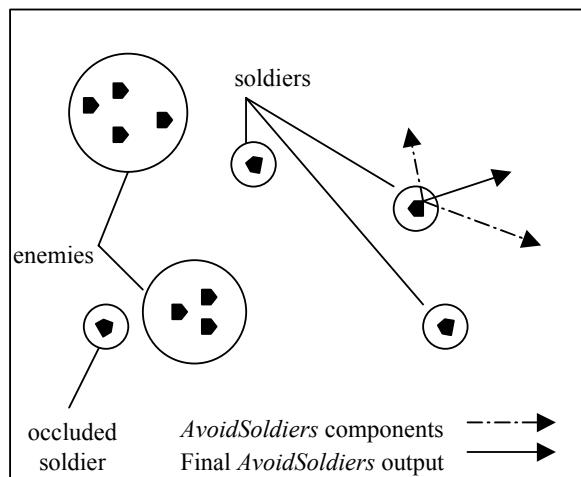 soldiers
enemies
occluded
soldier
AvoidSoldiers components
Final AvoidSoldiers output